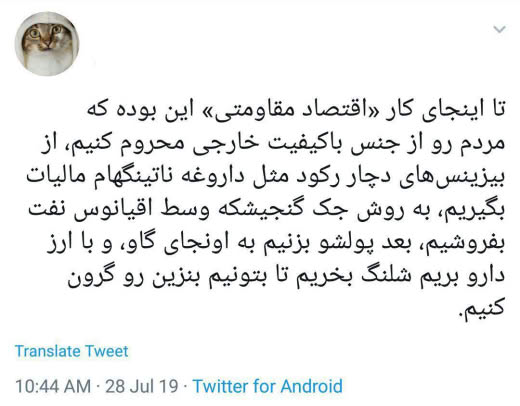 تا اینجای کار «اقتصاد مقاومتی» این بوده که
مردم رو از جنس باکیفیت خارجی محروم کنیم، از
بیزینس‌های دچار رکود مثل داروغه ناتینگهام مالیات
بگیریم، به روش جک گنجیشکه وسط اقیانوس نفت
بفروشیم، بعد پولشو بزنیم به اونجای گاو، و با ارز
دارو بریم شلنگ بخریم تا بتونیم بنزین رو گرون
کنیم.
Translate Tweet
10:44 AM · 28 Jul 19 · Twitter for Android